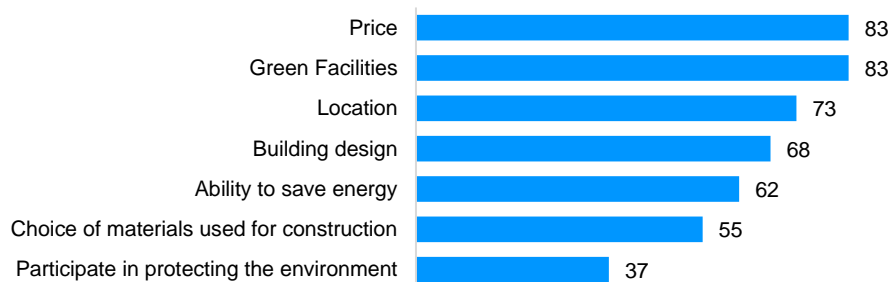 Price 83
Green Facilities 83
Location 73
Building design 68
Ability to save energy 62
Choice of materials used for construction 55
Participate in protecting the environment 37